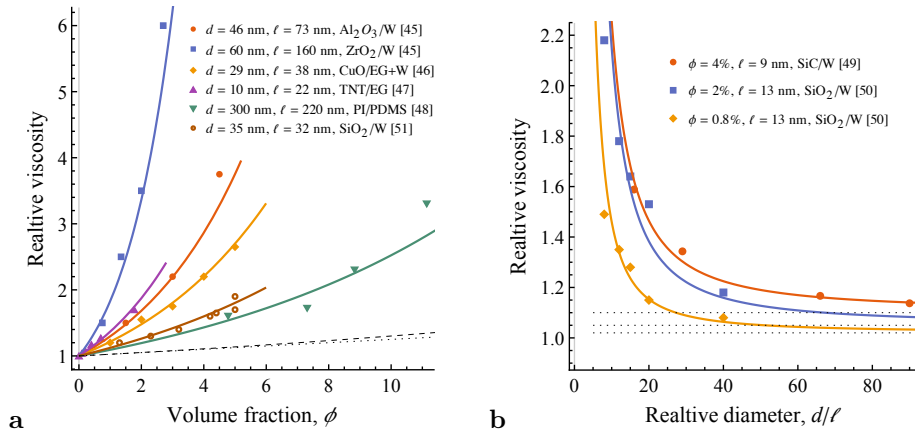 a
Realtive viscosity
6
5
4
3
2
1
0 2 4 6 8 10
Volume fraction, ϕ
d = 46 nm, ℓ = 73 nm, Al2O3/W [45]
d = 60 nm, ℓ = 160 nm, ZrO2/W [45]
d = 29 nm, ℓ = 38 nm, CuO/EG+W [46]
d = 10 nm, ℓ = 22 nm, TNT/EG [47]
d = 300 nm, ℓ = 220 nm, PI/PDMS [48]
d = 35 nm, ℓ = 32 nm, SiO2/W [51]
b
Realtive viscosity
2.2
2.0
1.8
1.6
1.4
1.2
1.0
0 20 40 60 80
Realtive diameter, d/ℓ
ϕ = 4%, ℓ = 9 nm, SiC/W [49]
ϕ = 2%, ℓ = 13 nm, SiO2/W [50]
ϕ = 0.8%, ℓ = 13 nm, SiO2/W [50]